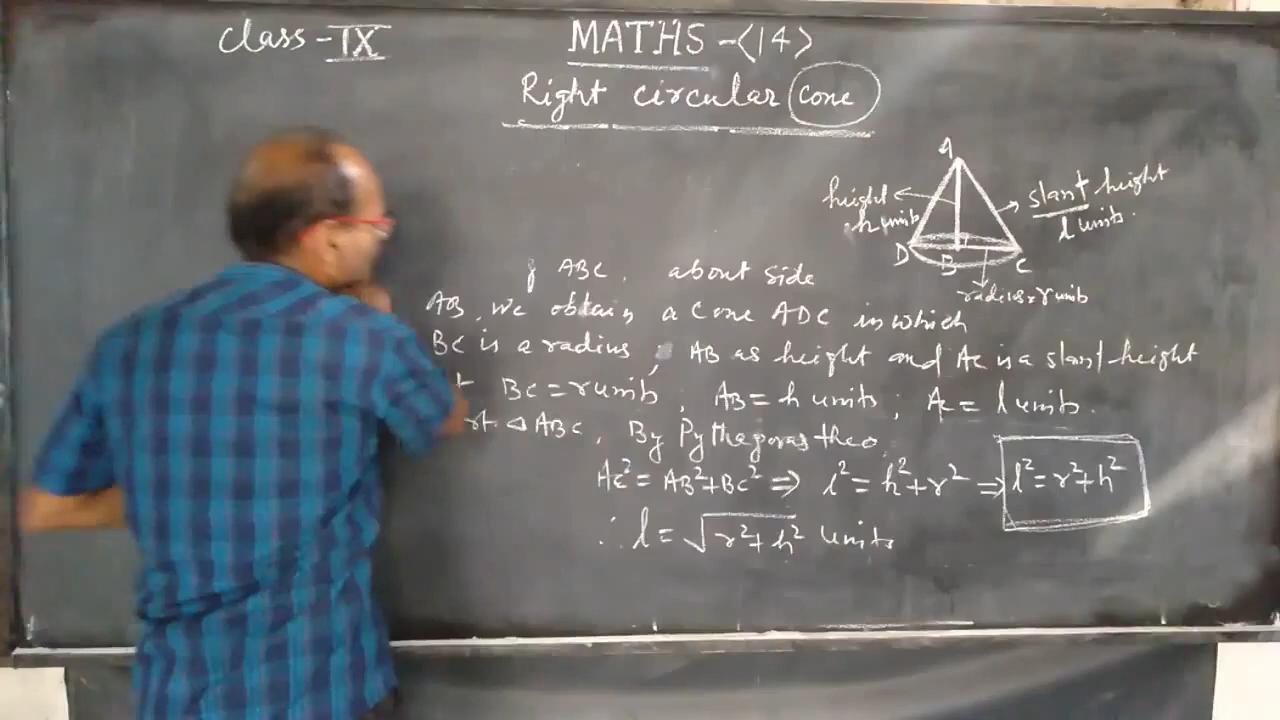 class-IX
MATHS-<14>
Right circular cone
A
height
h units
slant height
l units.
D
B
C
radius=r units
ABC, about side
AB, we obtain a cone ADC in which
BC is a radius, AB as height and AC is a slant height
BC = r units, AB = h units; AC = l units.
rt. △ ABC, By Pythagoras theo.
AC²=AB²+BC² ⇒ l²=h²+r² ⇒ l²=r²+h²
∴ l=√r²+h² units